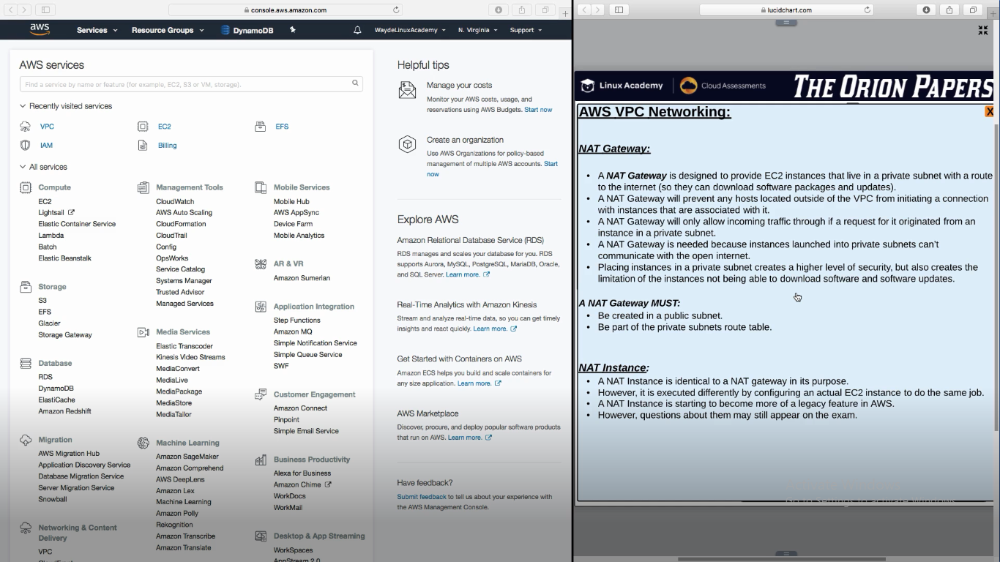 console.aws.amazon.com
lucidchart.com
aws
Services
Resource Groups
DynamoDB
WaydeLinuxAcademy
N. Virginia
Support
AWS services
Find a service by name or feature (for example, EC2, S3 or VM, storage).
Recently visited services
VPC
EC2
EFS
IAM
Billing
All services
Compute
EC2
Lightsail
Elastic Container Service
Lambda
Batch
Elastic Beanstalk
Storage
S3
EFS
Glacier
Storage Gateway
Database
RDS
DynamoDB
ElastiCache
Amazon Redshift
Migration
AWS Migration Hub
Application Discovery Service
Database Migration Service
Server Migration Service
Snowball
Networking & Content
Delivery
VPC
Management Tools
CloudWatch
AWS Auto Scaling
CloudFormation
CloudTrail
Config
OpsWorks
Service Catalog
Systems Manager
Trusted Advisor
Managed Services
Media Services
Elastic Transcoder
Kinesis Video Streams
MediaConvert
MediaLive
MediaPackage
MediaStore
MediaTailor
Machine Learning
Amazon SageMaker
Amazon Comprehend
AWS DeepLens
Amazon Lex
Machine Learning
Amazon Polly
Rekognition
Amazon Transcribe
Amazon Translate
Mobile Services
Mobile Hub
AWS AppSync
Device Farm
Mobile Analytics
AR & VR
Amazon Sumerian
Application Integration
Step Functions
Amazon MQ
Simple Notification Service
Simple Queue Service
SWF
Customer Engagement
Amazon Connect
Pinpoint
Simple Email Service
Business Productivity
Alexa for Business
Amazon Chime
WorkDocs
WorkMail
Desktop & App Streaming
WorkSpaces
AppStream 2.0
Helpful tips
Manage your costs
Monitor your AWS costs, usage, and
reservations using AWS Budgets. Start now
Create an organization
Use AWS Organizations for policy-based
management of multiple AWS accounts. Start
now
Explore AWS
Amazon Relational Database Service (RDS)
RDS manages and scales your database for you. RDS
supports Aurora, MySQL, PostgreSQL, MariaDB, Oracle,
and SQL Server. Learn more.
Real-Time Analytics with Amazon Kinesis
Stream and analyze real-time data, so you can get timely
insights and react quickly. Learn more.
Get Started with Containers on AWS
Amazon ECS helps you build and scale containers for
any size application. Learn more.
AWS Marketplace
Discover, procure, and deploy popular software products
that run on AWS. Learn more.
Have feedback?
Submit feedback to tell us about your experience with
the AWS Management Console.
Linux Academy
Cloud Assessments
THE ORION PAPERS
AWS VPC Networking:
X
NAT Gateway:
• A NAT Gateway is designed to provide EC2 instances that live in a private subnet with a route
to the internet (so they can download software packages and updates).
• A NAT Gateway will prevent any hosts located outside of the VPC from initiating a connection
with instances that are associated with it.
• A NAT Gateway will only allow incoming traffic through if a request for it originated from an
instance in a private subnet.
• A NAT Gateway is needed because instances launched into private subnets can't
communicate with the open internet.
• Placing instances in a private subnet creates a higher level of security, but also creates the
limitation of the instances not being able to download software and software updates.
A NAT Gateway MUST:
• Be created in a public subnet.
• Be part of the private subnets route table.
NAT Instance:
• A NAT Instance is identical to a NAT gateway in its purpose.
• However, it is executed differently by configuring an actual EC2 instance to do the same job.
• A NAT Instance is starting to become more of a legacy feature in AWS.
• However, questions about them may still appear on the exam.